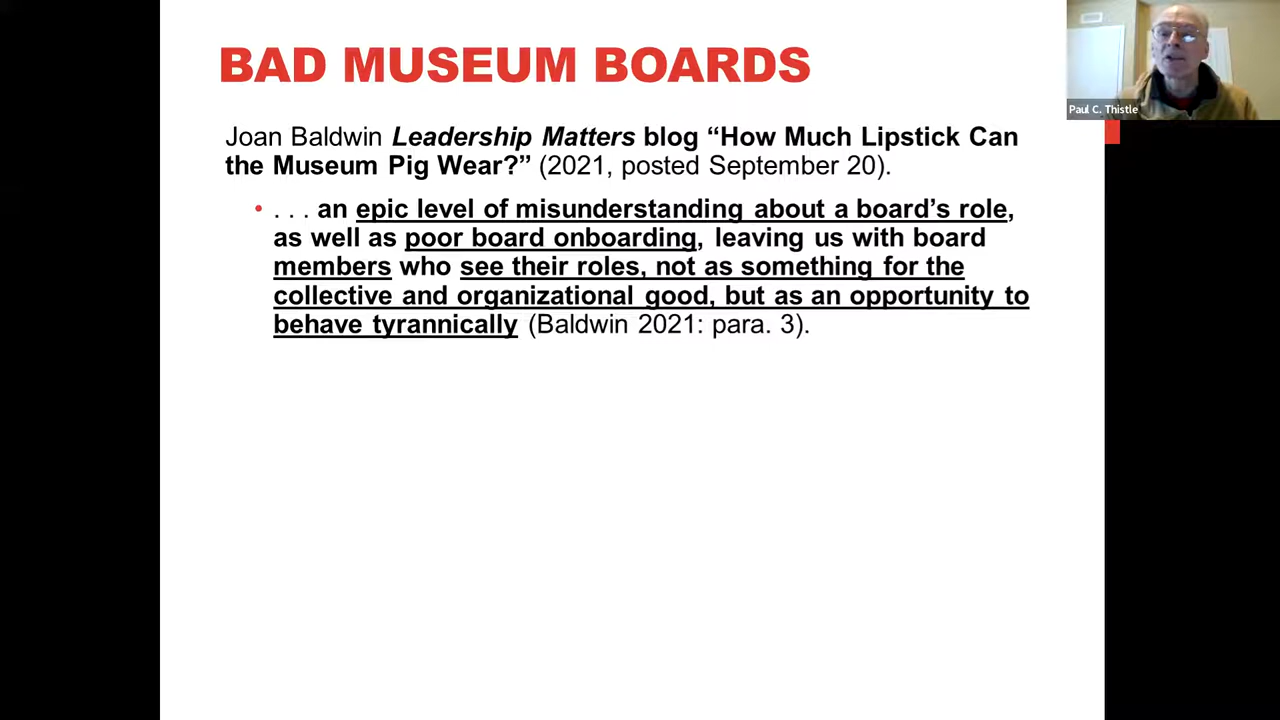 BAD MUSEUM BOARDS
Joan Baldwin Leadership Matters blog “How Much Lipstick Can
the Museum Pig Wear?” (2021, posted September 20).
• . . . an epic level of misunderstanding about a board’s role,
as well as poor board onboarding, leaving us with board
members who see their roles, not as something for the
collective and organizational good, but as an opportunity to
behave tyrannically (Baldwin 2021: para. 3).
Paul C. Thistle